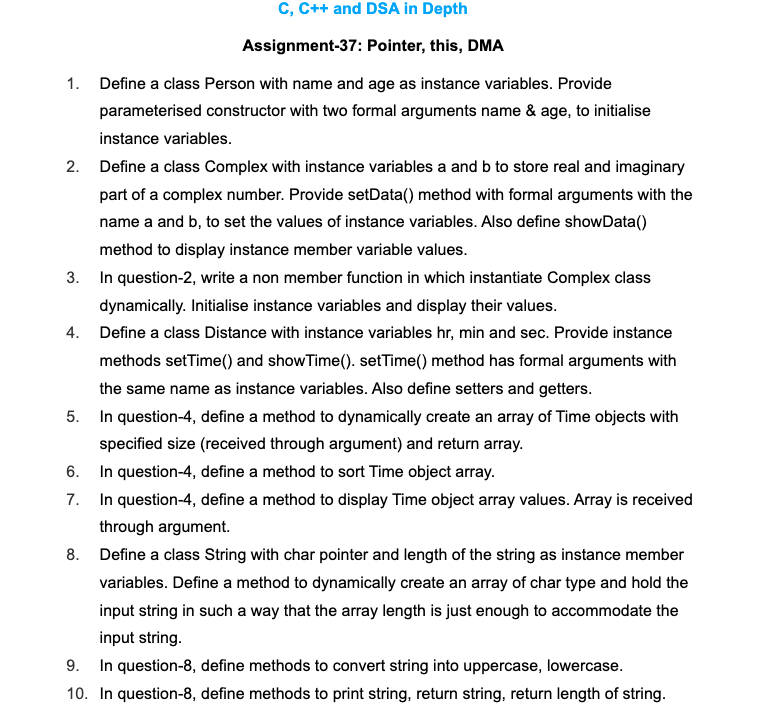 C, C++ and DSA in Depth
Assignment-37: Pointer, this, DMA
1. Define a class Person with name and age as instance variables. Provide
parameterised constructor with two formal arguments name & age, to initialise
instance variables.
2. Define a class Complex with instance variables a and b to store real and imaginary
part of a complex number. Provide setData() method with formal arguments with the
name a and b, to set the values of instance variables. Also define showData()
method to display instance member variable values.
3. In question-2, write a non member function in which instantiate Complex class
dynamically. Initialise instance variables and display their values.
4. Define a class Distance with instance variables hr, min and sec. Provide instance
methods setTime() and showTime(). setTime() method has formal arguments with
the same name as instance variables. Also define setters and getters.
5. In question-4, define a method to dynamically create an array of Time objects with
specified size (received through argument) and return array.
6. In question-4, define a method to sort Time object array.
7. In question-4, define a method to display Time object array values. Array is received
through argument.
8. Define a class String with char pointer and length of the string as instance member
variables. Define a method to dynamically create an array of char type and hold the
input string in such a way that the array length is just enough to accommodate the
input string.
9. In question-8, define methods to convert string into uppercase, lowercase.
10. In question-8, define methods to print string, return string, return length of string.